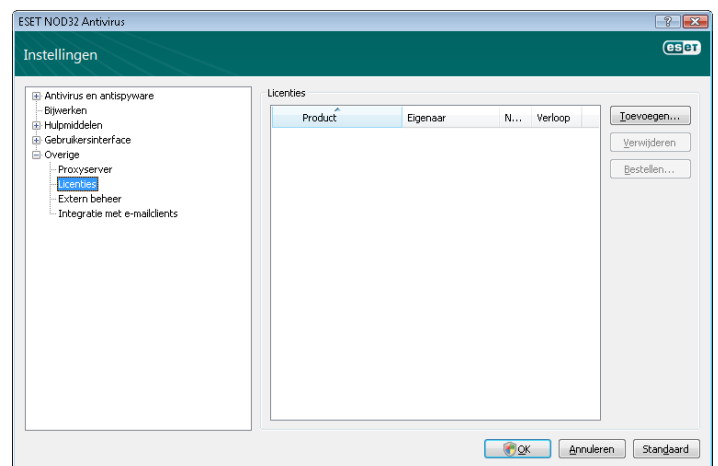 ESET NOD32 Antivirus
Instellingen
eset
Antivirus en antispyware
Bijwerken
Hulpmiddelen
Gebruikersinterface
Overige
Proxyserver
Licenties
Extern beheer
Integratie met e-mailclients
Licenties
Product Eigenaar N... Verloop
Toevoegen...
Verwijderen
Bestellen...
OK Annuleren Standaard